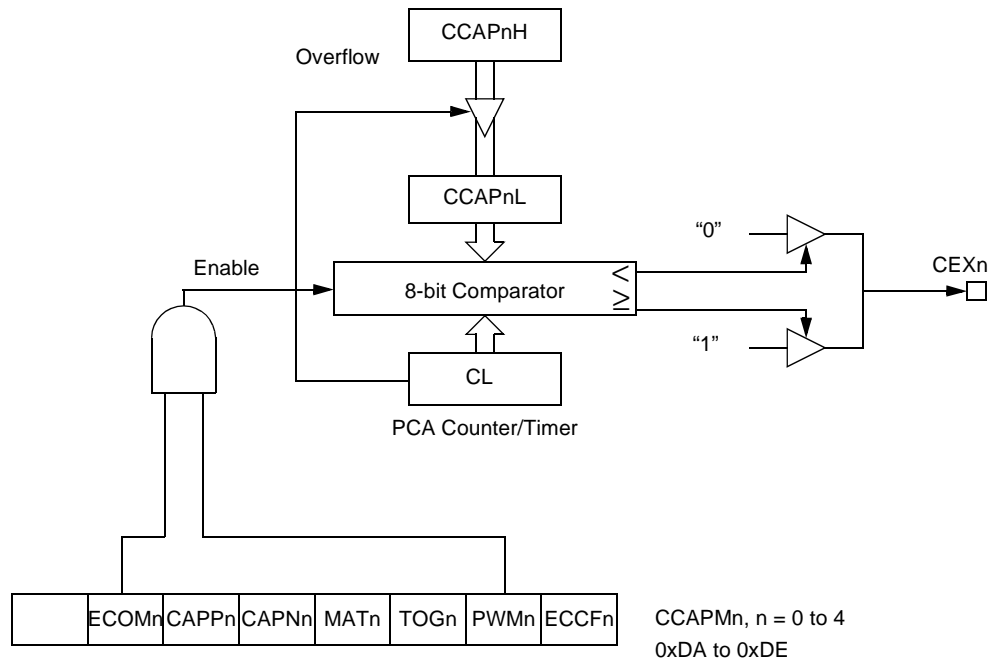 CCAPnH
Overflow
CCAPnL
“0”
Enable
CEXn
8-bit Comparator
<
≥
“1”
CL
PCA Counter/Timer
ECOMn CAPPn CAPNn MATn TOGn PWMn ECCFn
CCAPMn, n = 0 to 4
0xDA to 0xDE